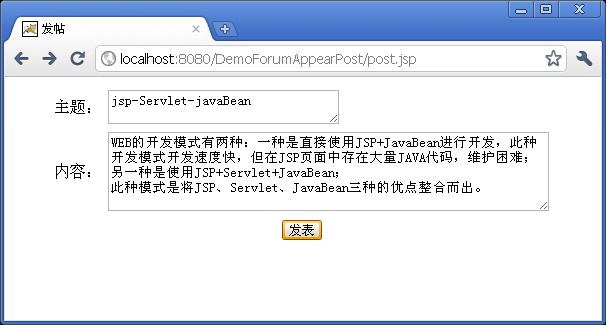 发帖
localhost:8080/DemoForumAppearPost/post.jsp
主题：
jsp-Servlet-javaBean
内容：
WEB的开发模式有两种：一种是直接使用JSP+JavaBean进行开发，此种
开发模式开发速度快，但在JSP页面中存在大量JAVA代码，维护困难；
另一种是使用JSP+Servlet+JavaBean；
此种模式是将JSP、Servlet、JavaBean三种的优点整合而出。
发表